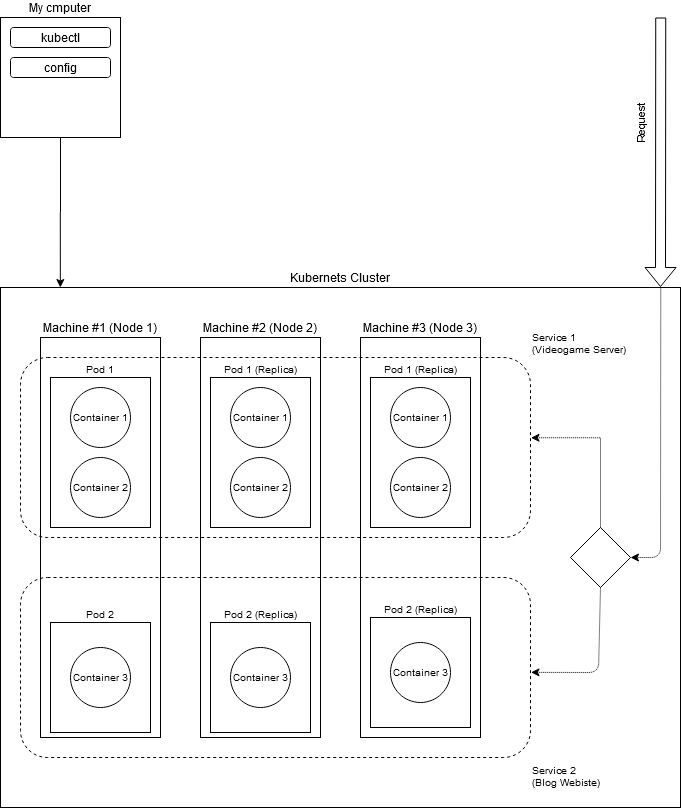 My cmputer
kubectl
config
Request
Kubernets Cluster
Machine #1 (Node 1)
Machine #2 (Node 2)
Machine #3 (Node 3)
Service 1
(Videogame Server)
Pod 1
Pod 1 (Replica)
Pod 1 (Replica)
Container 1
Container 1
Container 1
Container 2
Container 2
Container 2
Pod 2
Pod 2 (Replica)
Pod 2 (Replica)
Container 3
Container 3
Container 3
Service 2
(Blog Webiste)